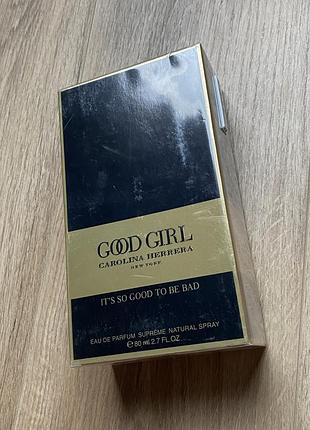 GOOD GIRL
CAROLINA HERRERA
NEW YORK
IT'S SO GOOD TO BE BAD
EAU DE PARFUM SUPRÊME NATURAL SPRAY
℮ 80 ml 2.7 FL. OZ